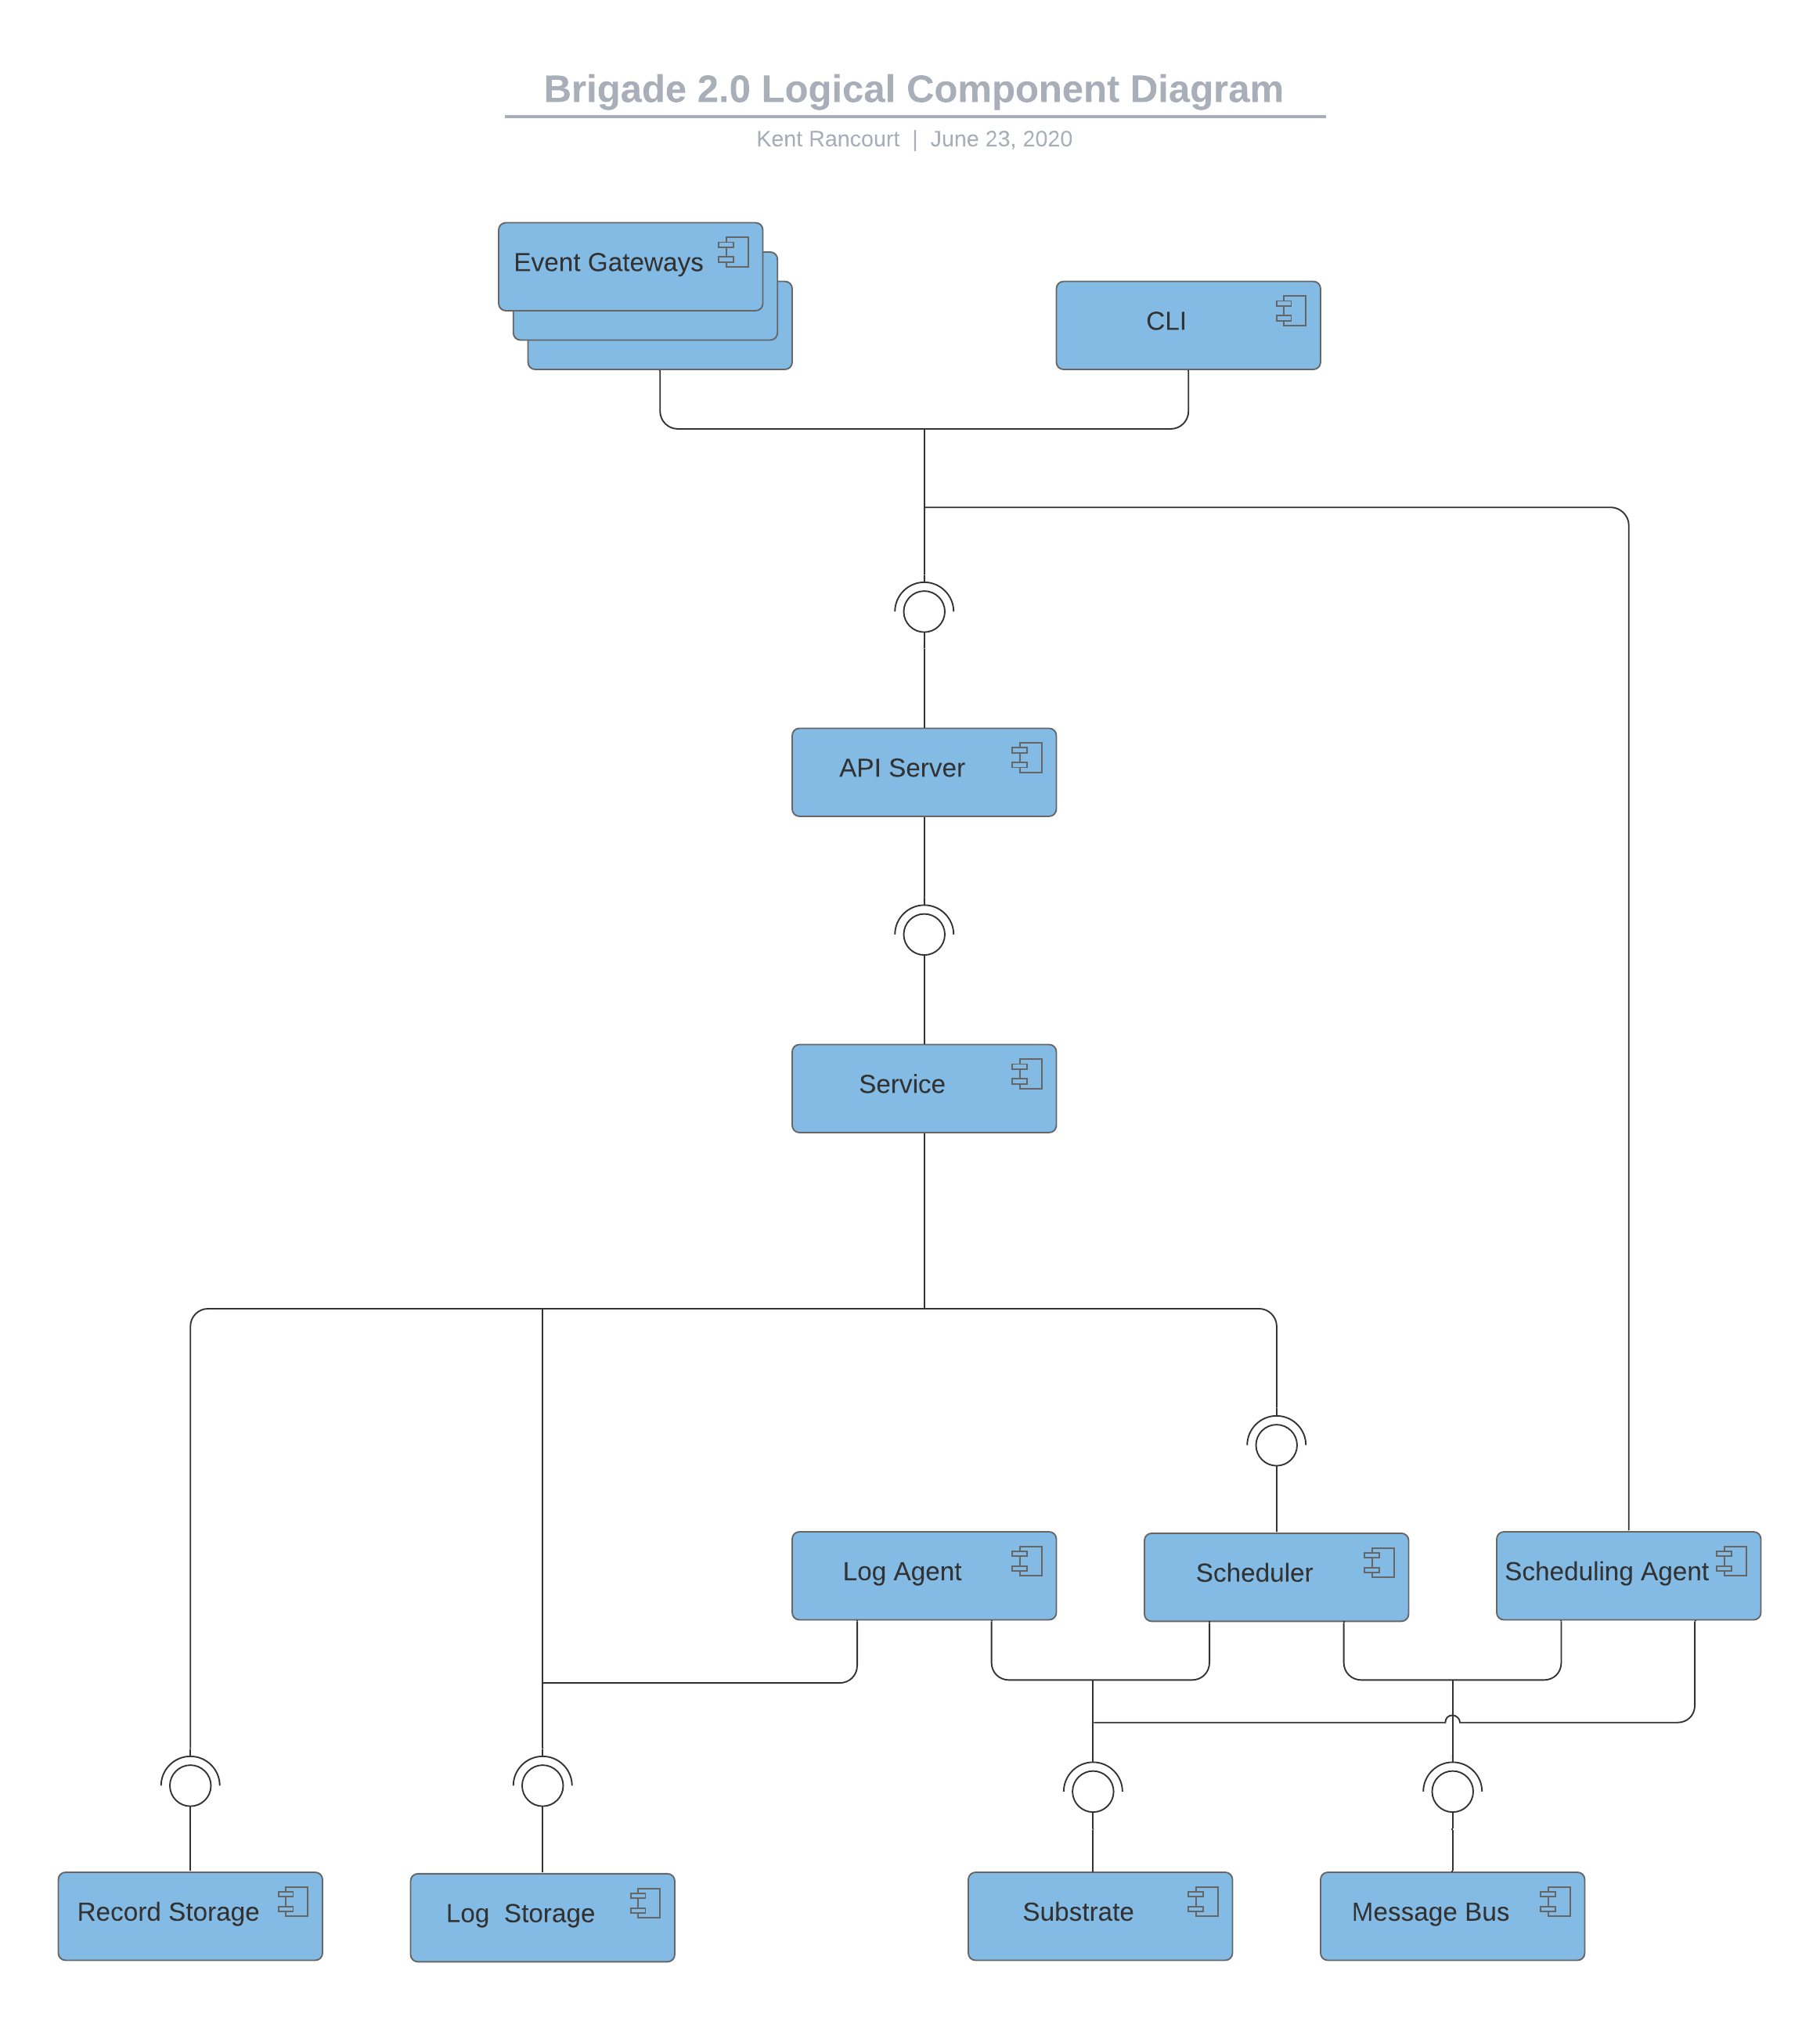 Brigade 2.0 Logical Component Diagram
Kent Rancourt | June 23, 2020
Event Gateways
CLI
API Server
Service
Log Agent
Scheduler
Scheduling Agent
Record Storage
Log  Storage
Substrate
Message Bus